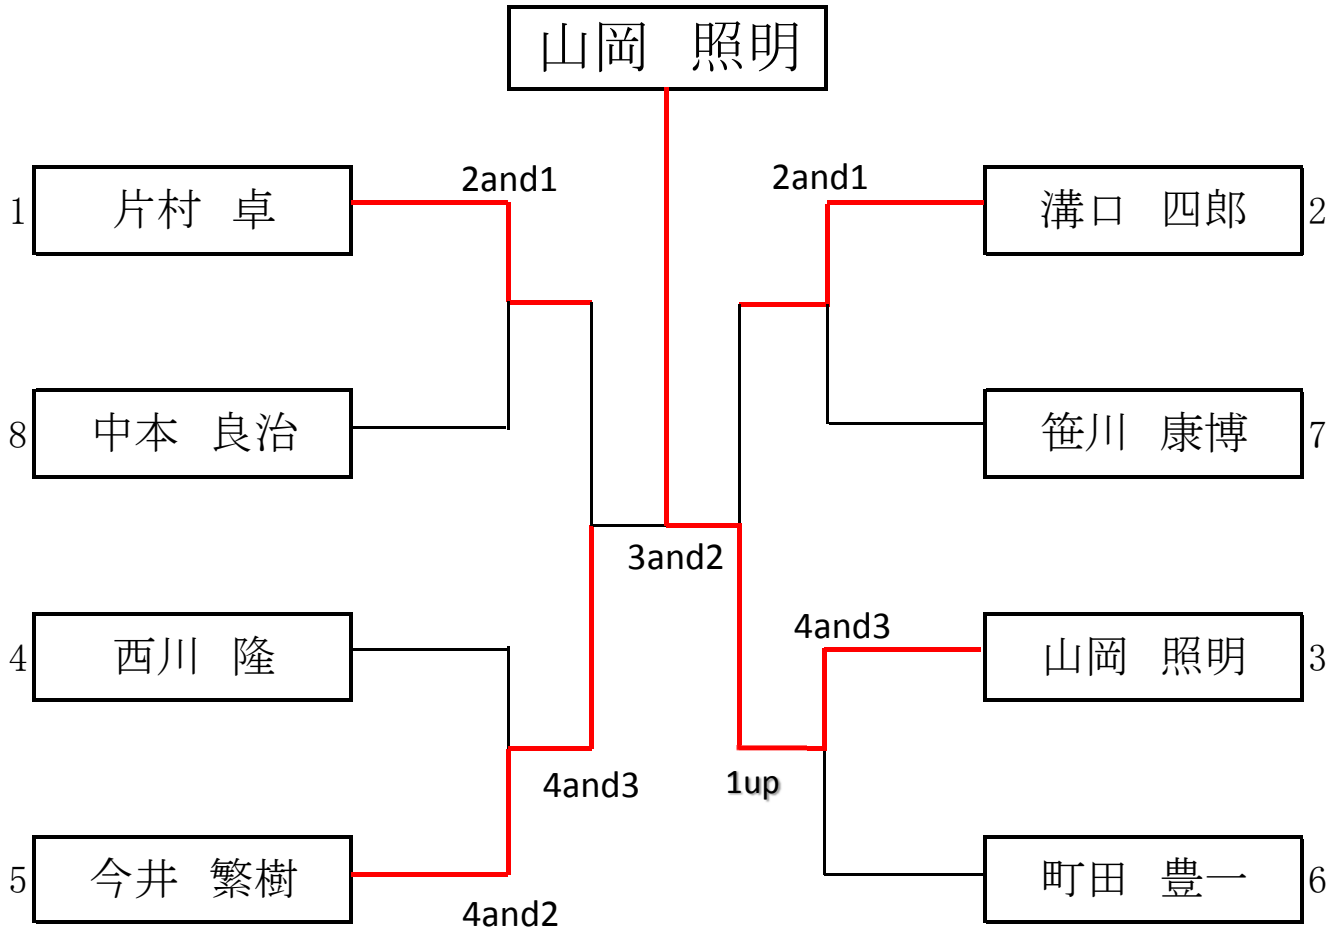 山岡 照明
2and1
2and1
1
片村 卓
溝口 四郎
2
8
中本 良治
笹川 康博
7
3and2
4and3
4
西川 隆
山岡 照明
3
4and3
1up
5
今井 繁樹
町田 豊一
6
4and2